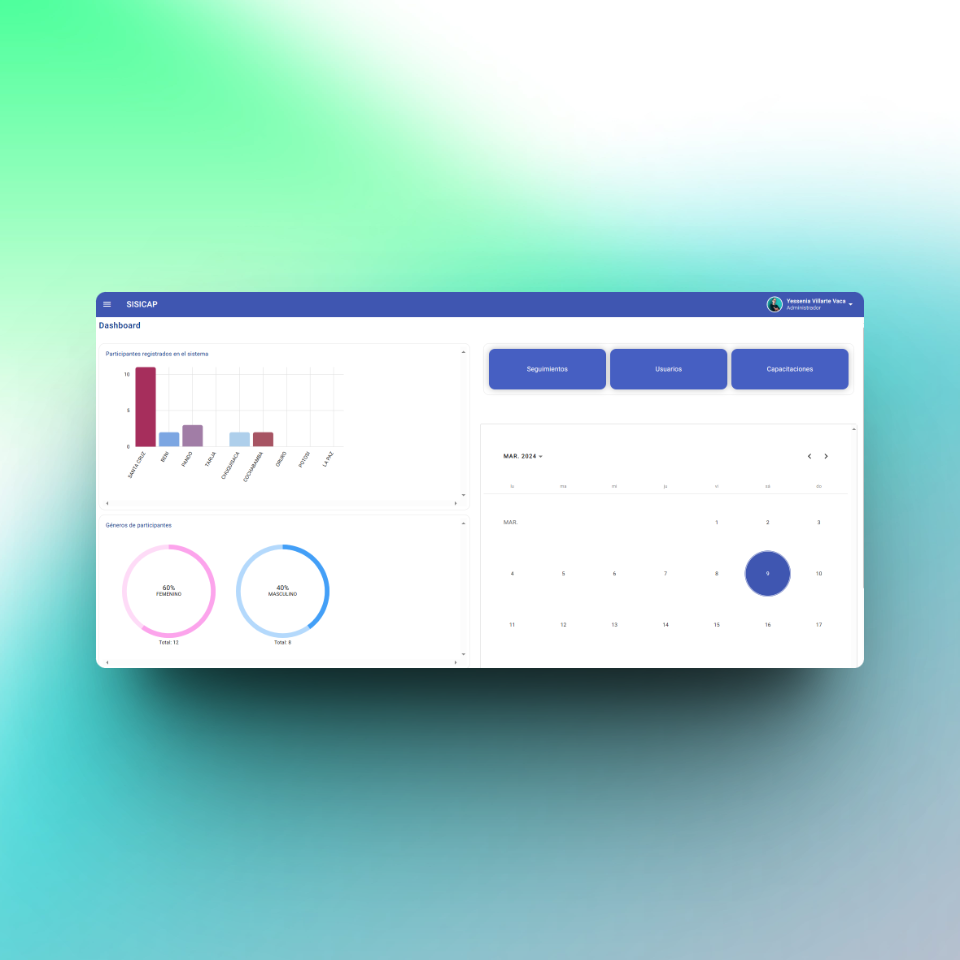 SISICAP
Yessenia Villarte Vaca
Administrador
Dashboard
Participantes registrados en el sistema
10
5
0
SANTA CRUZ
BENI
PANDO
TARIJA
CHUQUISACA
COCHABAMBA
ORURO
POTOSI
LA PAZ
Géneros de participantes
60%
FEMENINO
Total: 12
40%
MASCULINO
Total: 8
Seguimientos Usuarios Capacitaciones
MAR. 2024
lu ma mi ju vi sá do
MAR. 1 2 3
4 5 6 7 8 9 10
11 12 13 14 15 16 17